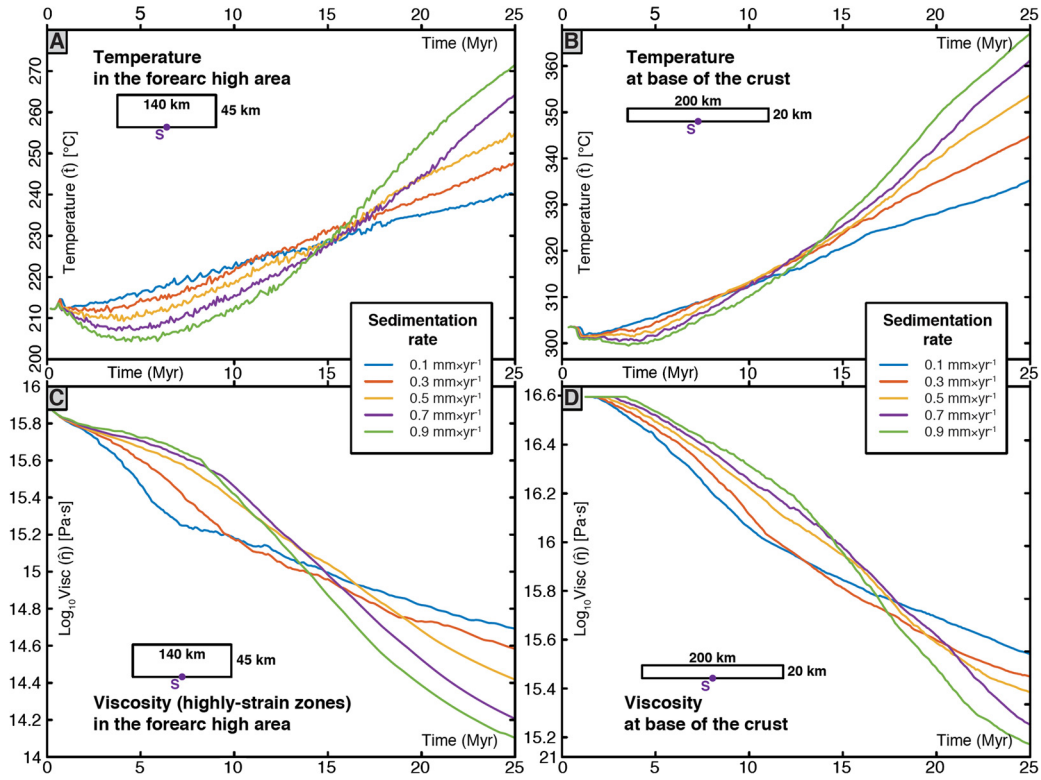 0 5 10 15 20 25
A
Time (Myr)
Temperature
in the forearc high area
140 km
45 km
S
Temperature (t̄) [°C]
270
260
250
240
230
220
210
200
0 5 10 15 20 25
B
Time (Myr)
Temperature
at base of the crust
200 km
20 km
S
Temperature (t̄) [°C]
360
350
340
330
320
310
300
Sedimentation
rate
0.1 mm×yr⁻¹
0.3 mm×yr⁻¹
0.5 mm×yr⁻¹
0.7 mm×yr⁻¹
0.9 mm×yr⁻¹
Sedimentation
rate
0.1 mm×yr⁻¹
0.3 mm×yr⁻¹
0.5 mm×yr⁻¹
0.7 mm×yr⁻¹
0.9 mm×yr⁻¹
0 Time (Myr) 10 15 25
C
16
15.8
15.6
15.4
15.2
15
14.8
14.6
14.4
14.2
14
Log₁₀Visc (η̄) [Pa·s]
140 km
45 km
S
Viscosity (highly-strain zones)
in the forearc high area
Time (Myr)
0 5 10 15 20 25
0 Time (Myr) 10 15 25
D
16.6
16.4
16.2
16
15.8
15.6
15.4
15.2
21
Log₁₀Visc (η̄) [Pa·s]
200 km
20 km
S
Viscosity
at base of the crust
Time (Myr)
0 5 10 15 20 25